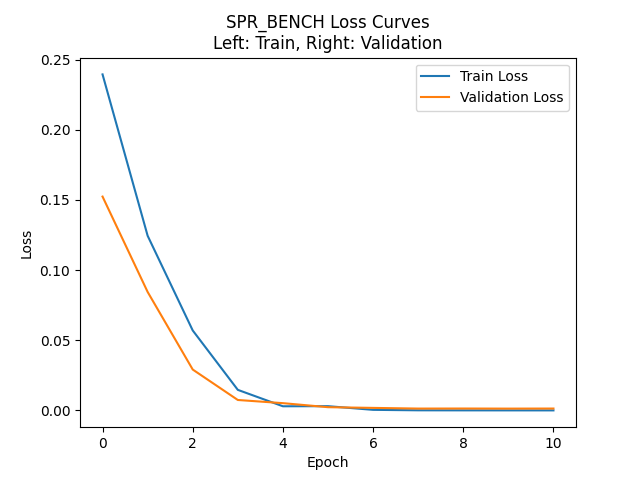 SPR_BENCH Loss Curves
Left: Train, Right: Validation
Train Loss
Validation Loss
0.25
0.20
0.15
0.10
0.05
0.00
Loss
0 2 4 6 8 10
Epoch